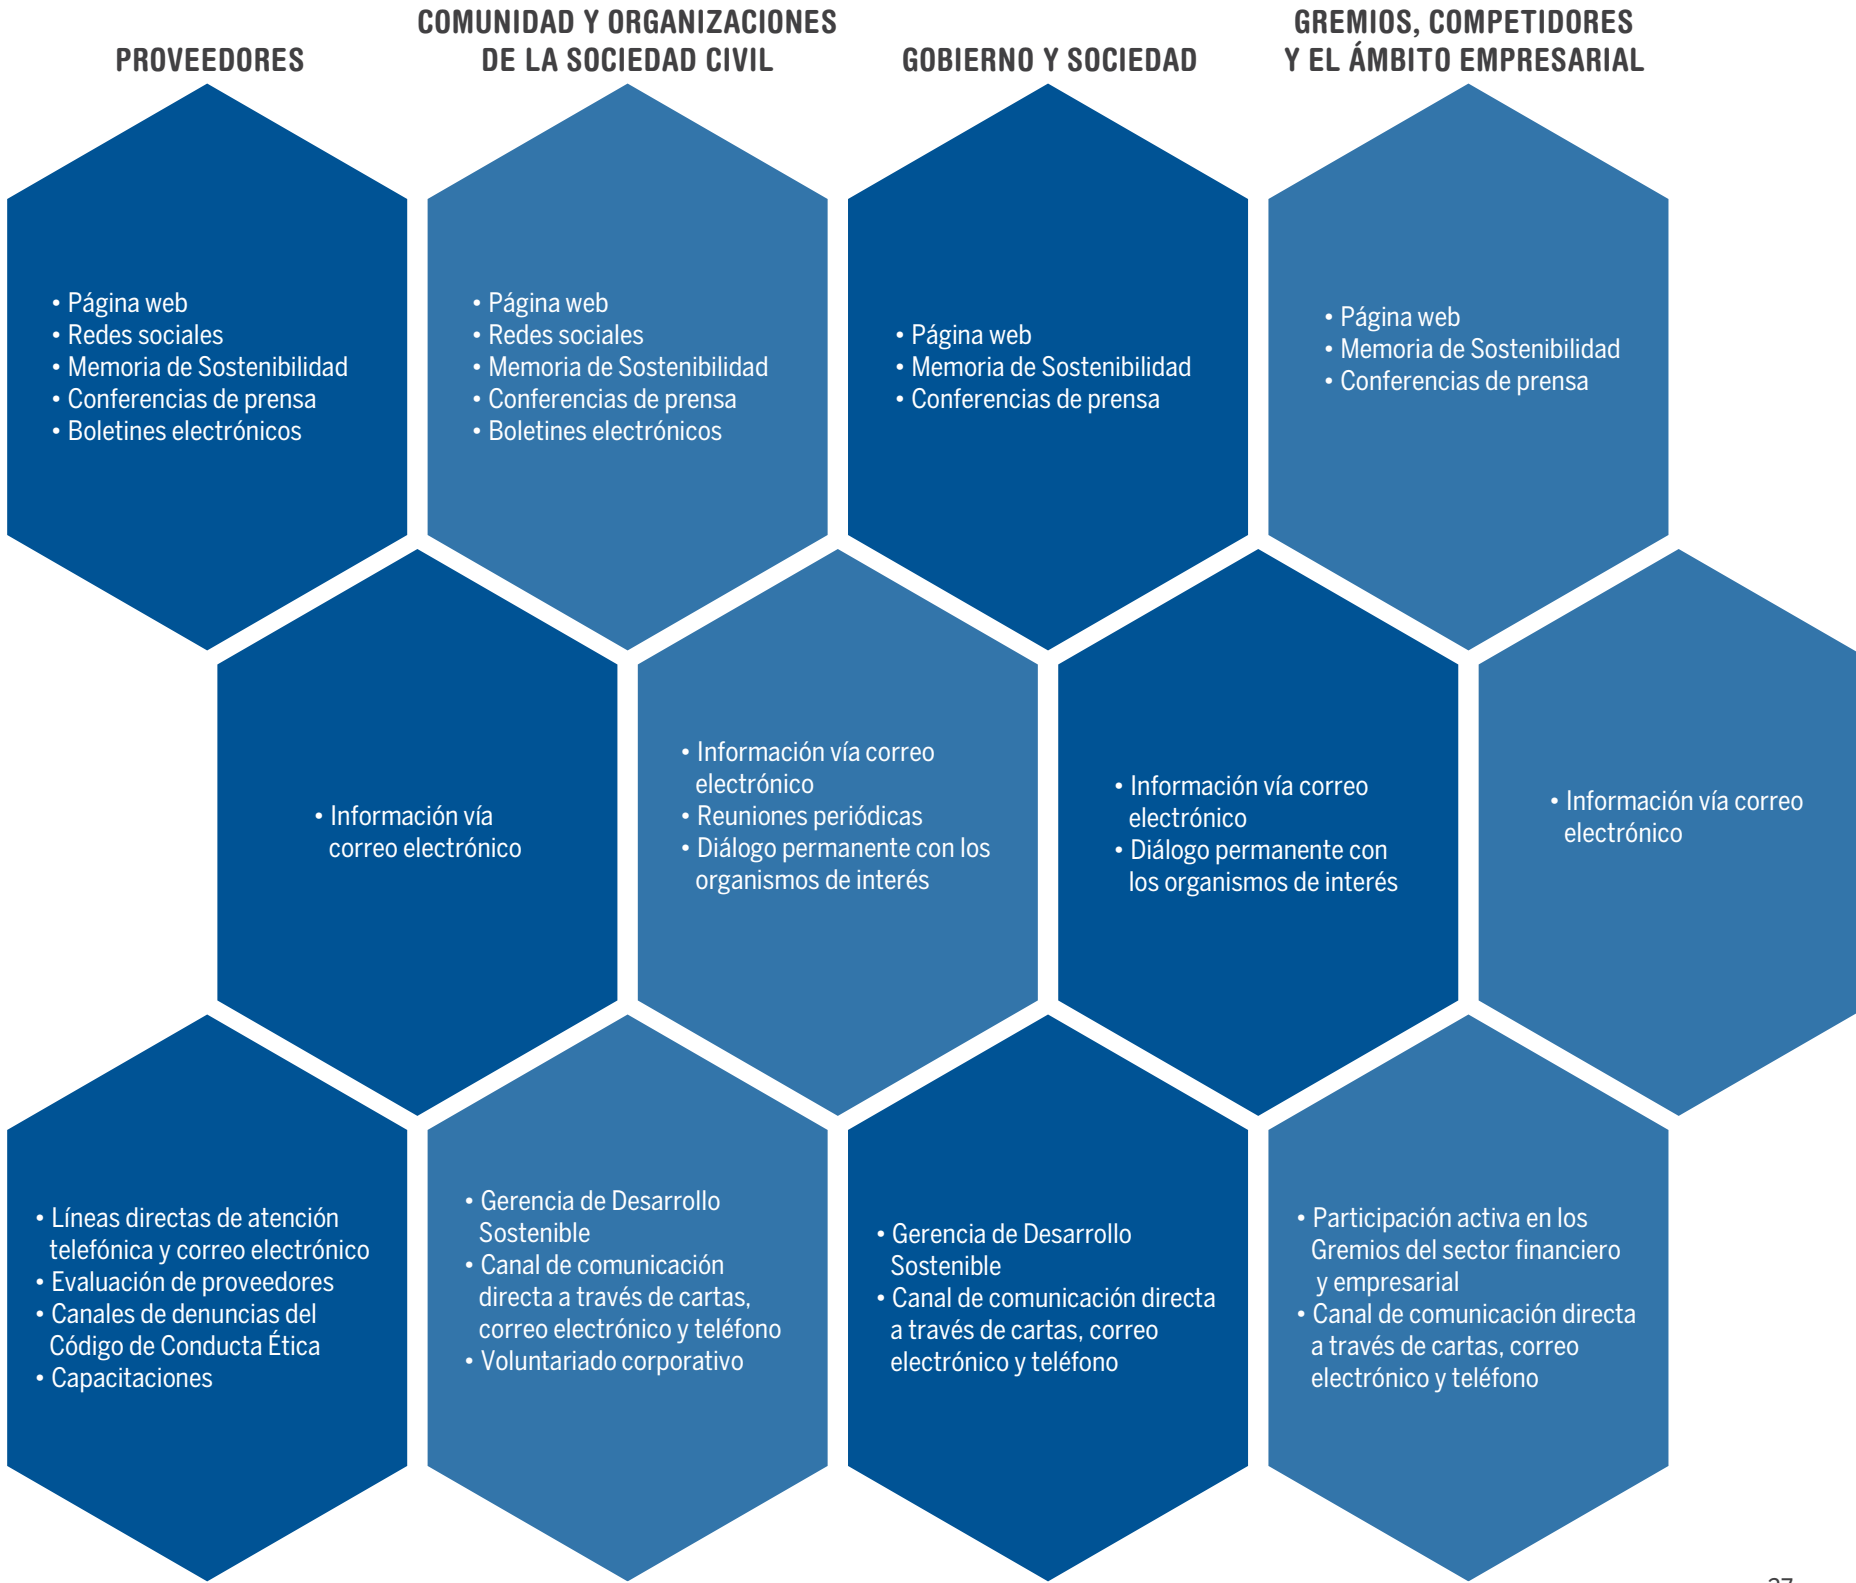 PROVEEDORES
COMUNIDAD Y ORGANIZACIONES
DE LA SOCIEDAD CIVIL
GOBIERNO Y SOCIEDAD
GREMIOS, COMPETIDORES
Y EL ÁMBITO EMPRESARIAL
• Página web
• Redes sociales
• Memoria de Sostenibilidad
• Conferencias de prensa
• Boletines electrónicos
• Página web
• Redes sociales
• Memoria de Sostenibilidad
• Conferencias de prensa
• Boletines electrónicos
• Página web
• Memoria de Sostenibilidad
• Conferencias de prensa
• Página web
• Memoria de Sostenibilidad
• Conferencias de prensa
• Información vía
correo electrónico
• Información vía correo
electrónico
• Reuniones periódicas
• Diálogo permanente con los
organismos de interés
• Información vía correo
electrónico
• Diálogo permanente con
los organismos de interés
• Información vía correo
electrónico
• Líneas directas de atención
telefónica y correo electrónico
• Evaluación de proveedores
• Canales de denuncias del
Código de Conducta Ética
• Capacitaciones
• Gerencia de Desarrollo
Sostenible
• Canal de comunicación
directa a través de cartas,
correo electrónico y teléfono
• Voluntariado corporativo
• Gerencia de Desarrollo
Sostenible
• Canal de comunicación directa
a través de cartas, correo
electrónico y teléfono
• Participación activa en los
Gremios del sector financiero
y empresarial
• Canal de comunicación directa
a través de cartas, correo
electrónico y teléfono